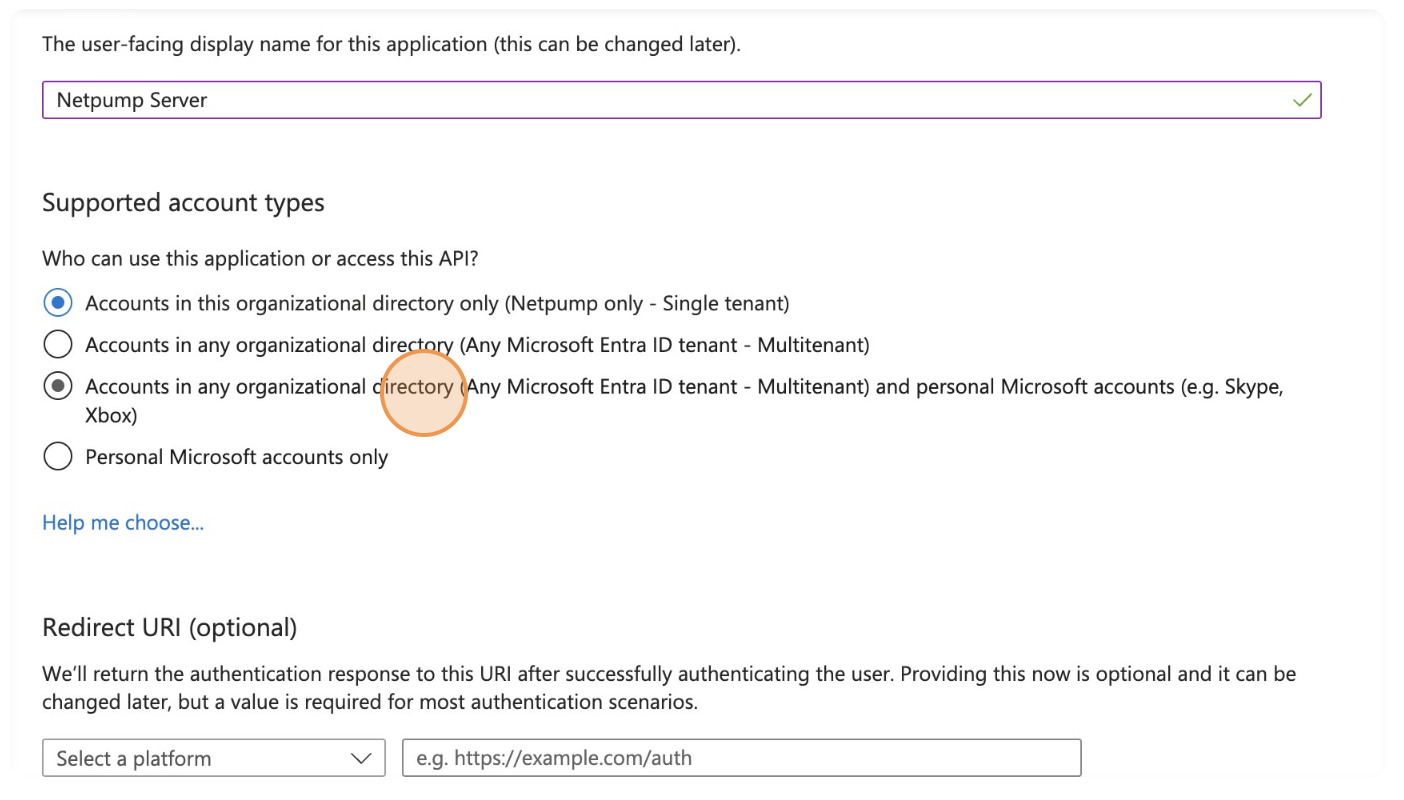 The user-facing display name for this application (this can be changed later).
Netpump Server
Supported account types
Who can use this application or access this API?
Accounts in this organizational directory only (Netpump only - Single tenant)
Accounts in any organizational directory (Any Microsoft Entra ID tenant - Multitenant)
Accounts in any organizational directory (Any Microsoft Entra ID tenant - Multitenant) and personal Microsoft accounts (e.g. Skype,
Xbox)
Personal Microsoft accounts only
Help me choose...
Redirect URI (optional)
We’ll return the authentication response to this URI after successfully authenticating the user. Providing this now is optional and it can be
changed later, but a value is required for most authentication scenarios.
Select a platform
e.g. https://example.com/auth